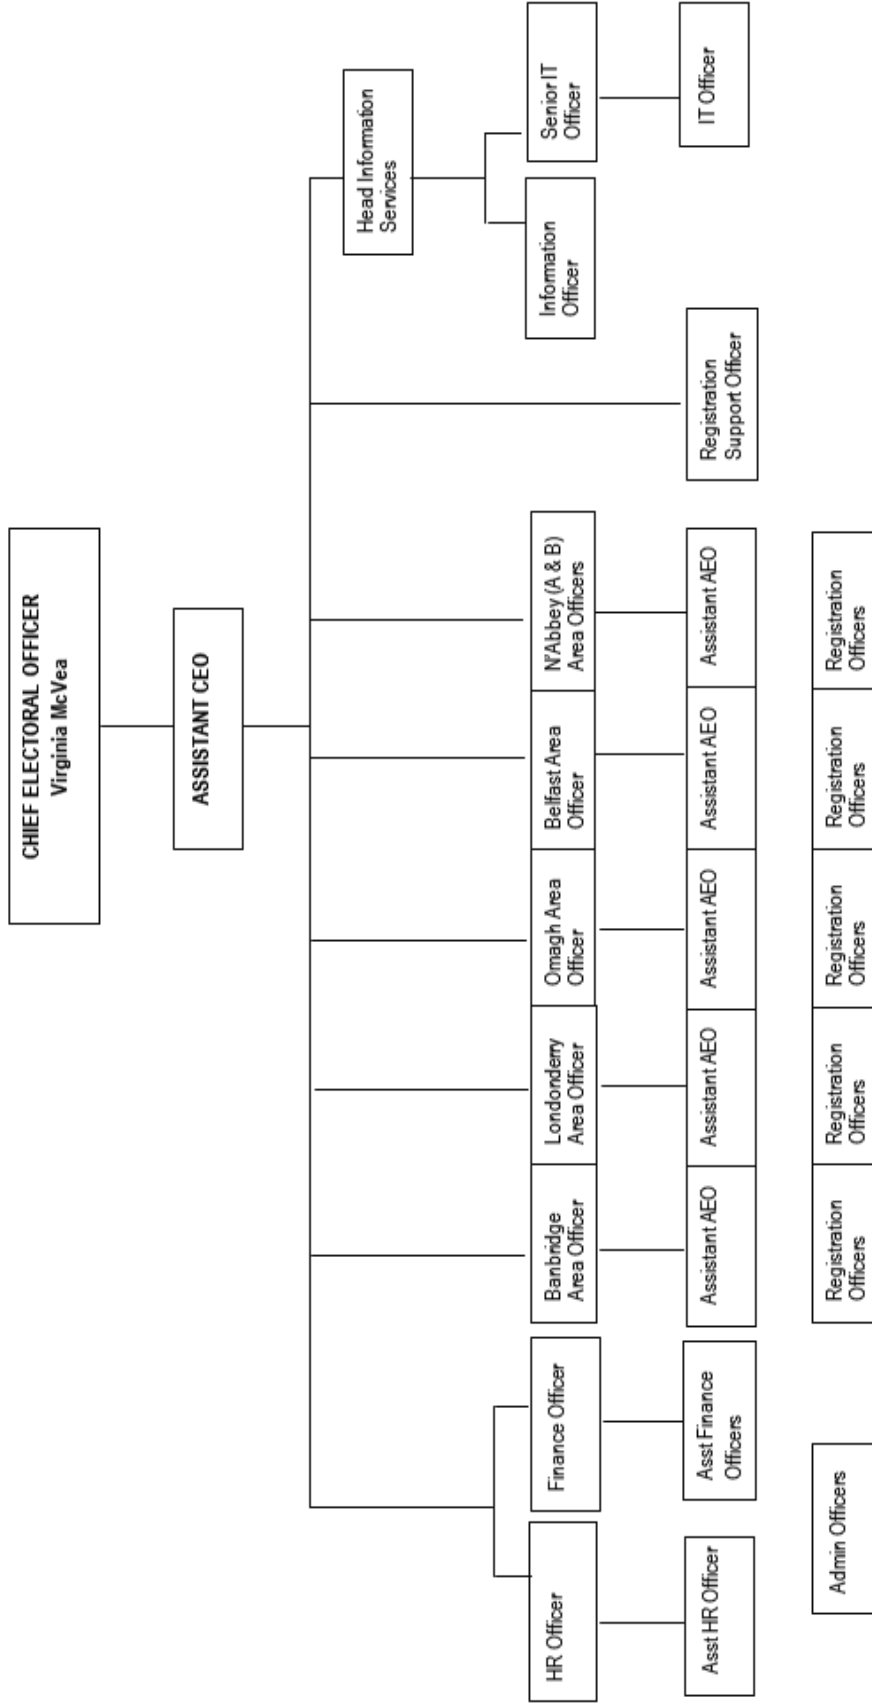 CHIEF ELECTORAL OFFICER
Virginia McVea
ASSISTANT CEO
Head Information
Services
HR Officer
Finance Officer
Banbridge
Area Officer
Londonderry
Area Officer
Omagh Area
Officer
Belfast Area
Officer
N'Abbey (A & B)
Area Officers
Information
Officer
Senior IT
Officer
Asst HR Officer
Asst Finance
Officers
Assistant AEO
Assistant AEO
Assistant AEO
Assistant AEO
Assistant AEO
Registration
Support Officer
IT Officer
Admin Officers
Registration
Officers
Registration
Officers
Registration
Officers
Registration
Officers
Registration
Officers